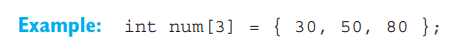 Example: int num[3] = { 30, 50, 80 };